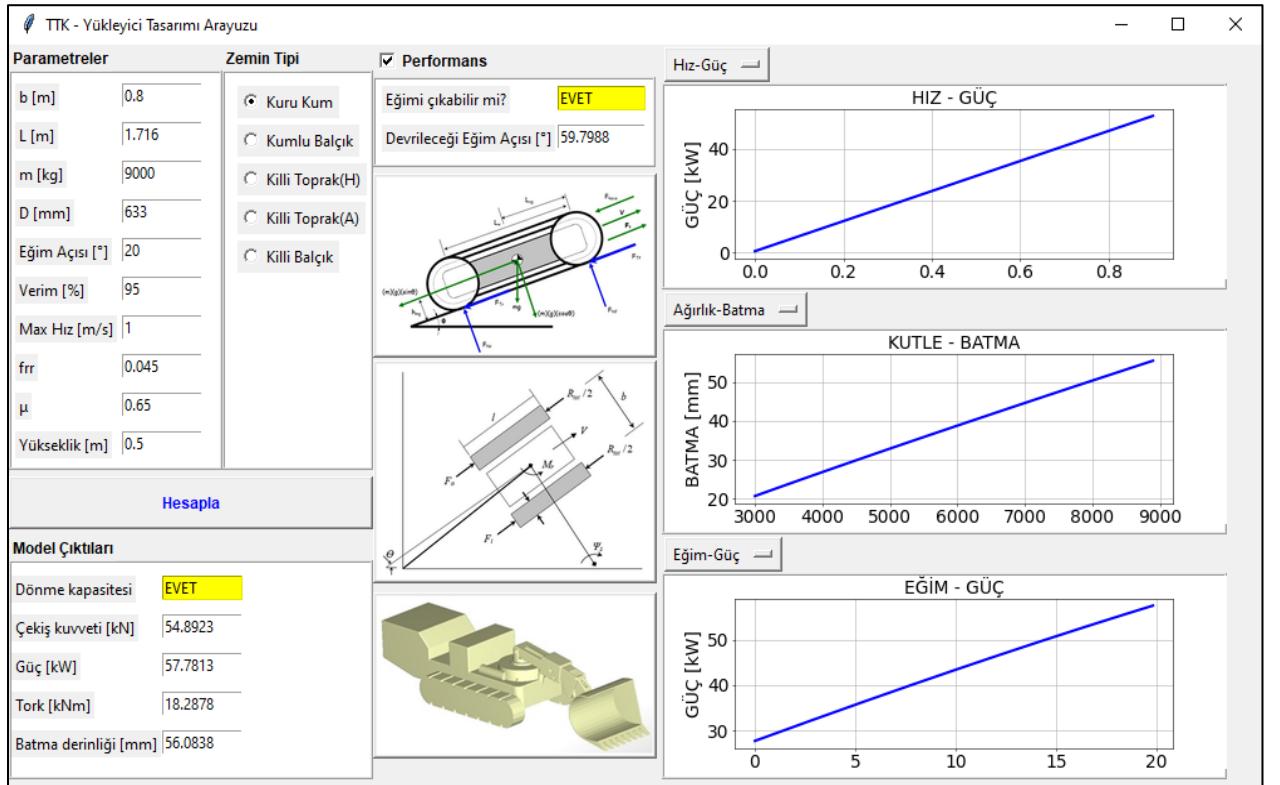 TTK - Yükleyici Tasarımı Arayuzu
Parametreler
b [m] 0.8
L [m] 1.716
m [kg] 9000
D [mm] 633
Eğim Açısı [°] 20
Verim [%] 95
Max Hız [m/s] 1
frr 0.045
µ 0.65
Yükseklik [m] 0.5
Zemin Tipi
Kuru Kum
Kumlu Balçık
Killi Toprak(H)
Killi Toprak(A)
Killi Balçık
Hesapla
Model Çıktıları
Dönme kapasitesi EVET
Çekiş kuvveti [kN] 54.8923
Güç [kW] 57.7813
Tork [kNm] 18.2878
Batma derinliği [mm] 56.0838
Performans
Eğimi çıkabilir mi? EVET
Devrileceği Eğim Açısı [°] 59.7988
V
(m)(g)(sinθ)
mg
(m)(g)(cosθ)
θ
l
b
V
Θ
Hız-Güç
HIZ - GÜÇ
GÜÇ [kW]
40
20
0
0.0 0.2 0.4 0.6 0.8
Ağırlık-Batma
KUTLE - BATMA
BATMA [mm]
50
40
30
20
3000 4000 5000 6000 7000 8000 9000
Eğim-Güç
EĞİM - GÜÇ
GÜÇ [kW]
50
40
30
0 5 10 15 20